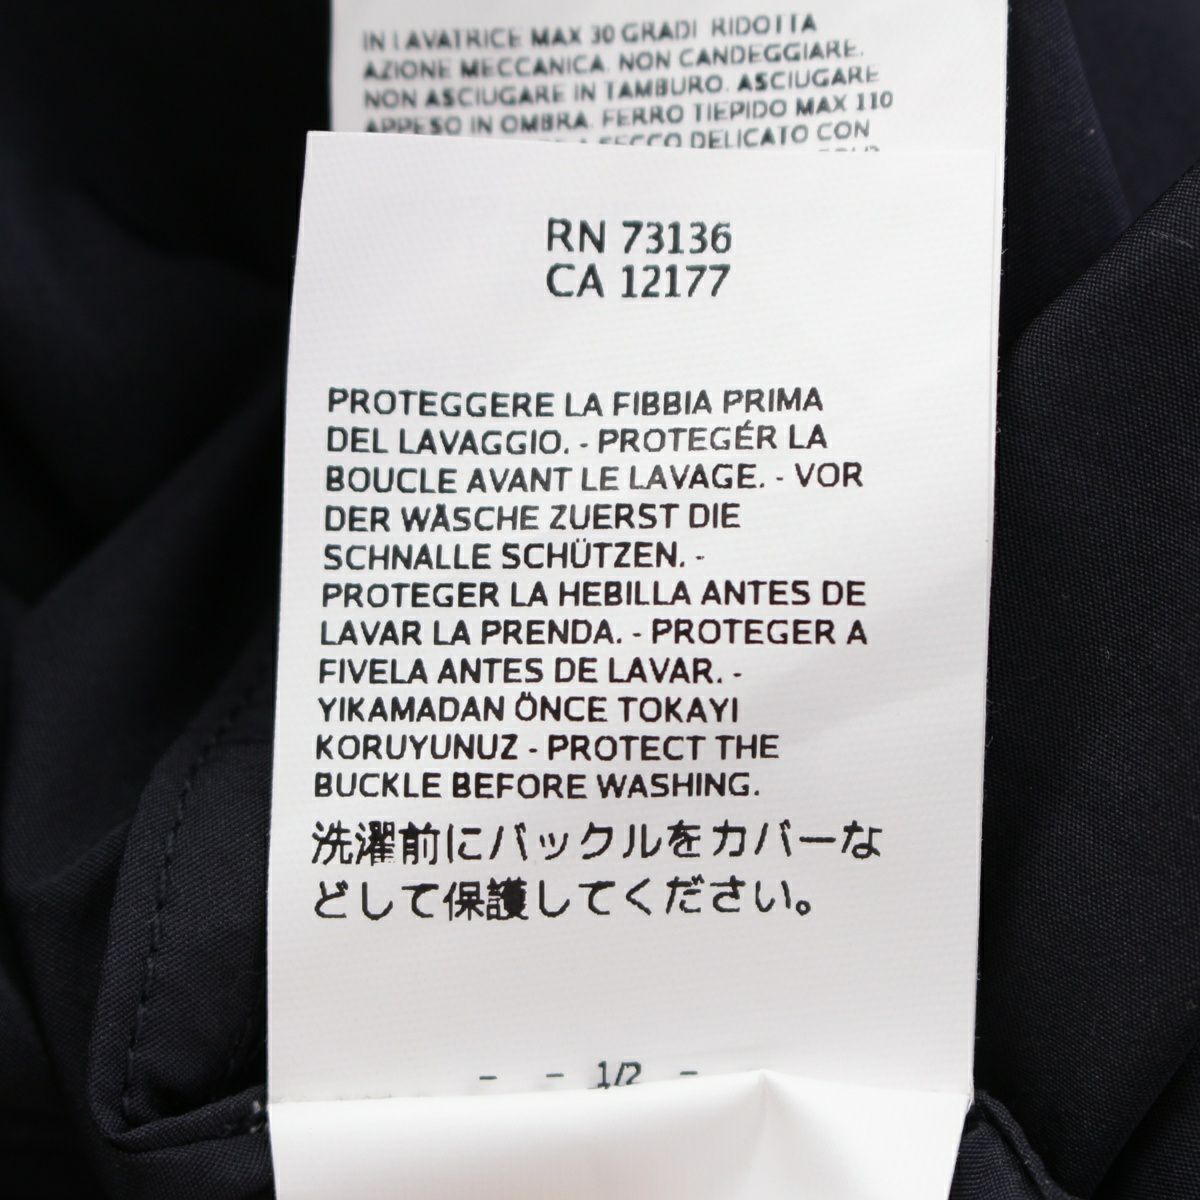 IN LAVATRICE MAX 30 GRADI RIDOTTA
AZIONE MECCANICA. NON CANDEGGIARE.
NON ASCIUGARE IN TAMBURO. ASCIUGARE
APPESO IN OMBRA. FERRO TIEPIDO MAX 110
A SECCO DELICATO CON
RN 73136
CA 12177
PROTEGGERE LA FIBBIA PRIMA
DEL LAVAGGIO. - PROTEGÉR LA
BOUCLE AVANT LE LAVAGE. - VOR
DER WÄSCHE ZUERST DIE
SCHNALLE SCHÜTZEN. -
PROTEGER LA HEBILLA ANTES DE
LAVAR LA PRENDA. - PROTEGER A
FIVELA ANTES DE LAVAR. -
YIKAMADAN ÖNCE TOKAYI
KORUYUNUZ - PROTECT THE
BUCKLE BEFORE WASHING.
洗濯前にバックルをカバーな
どして保護してください。
- - 1/2 -